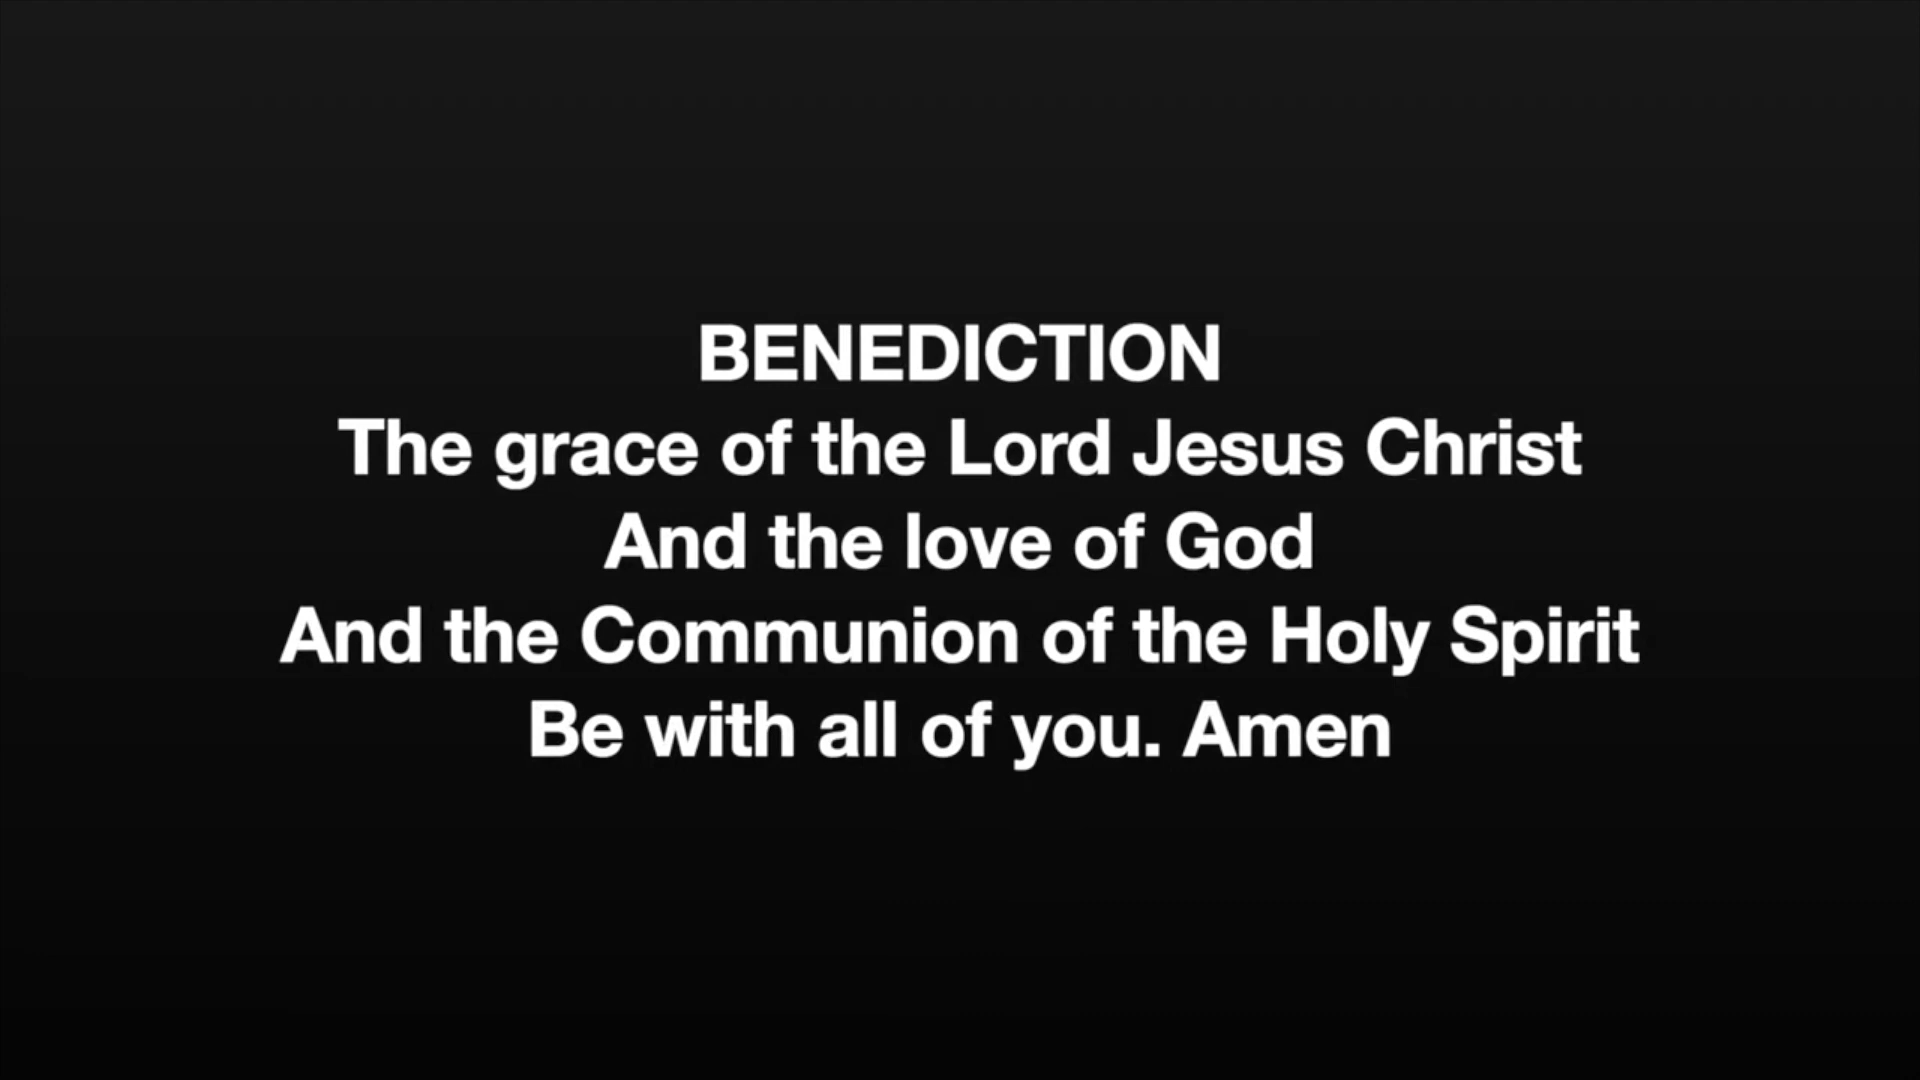 BENEDICTION
The grace of the Lord Jesus Christ
And the love of God
And the Communion of the Holy Spirit
Be with all of you. Amen